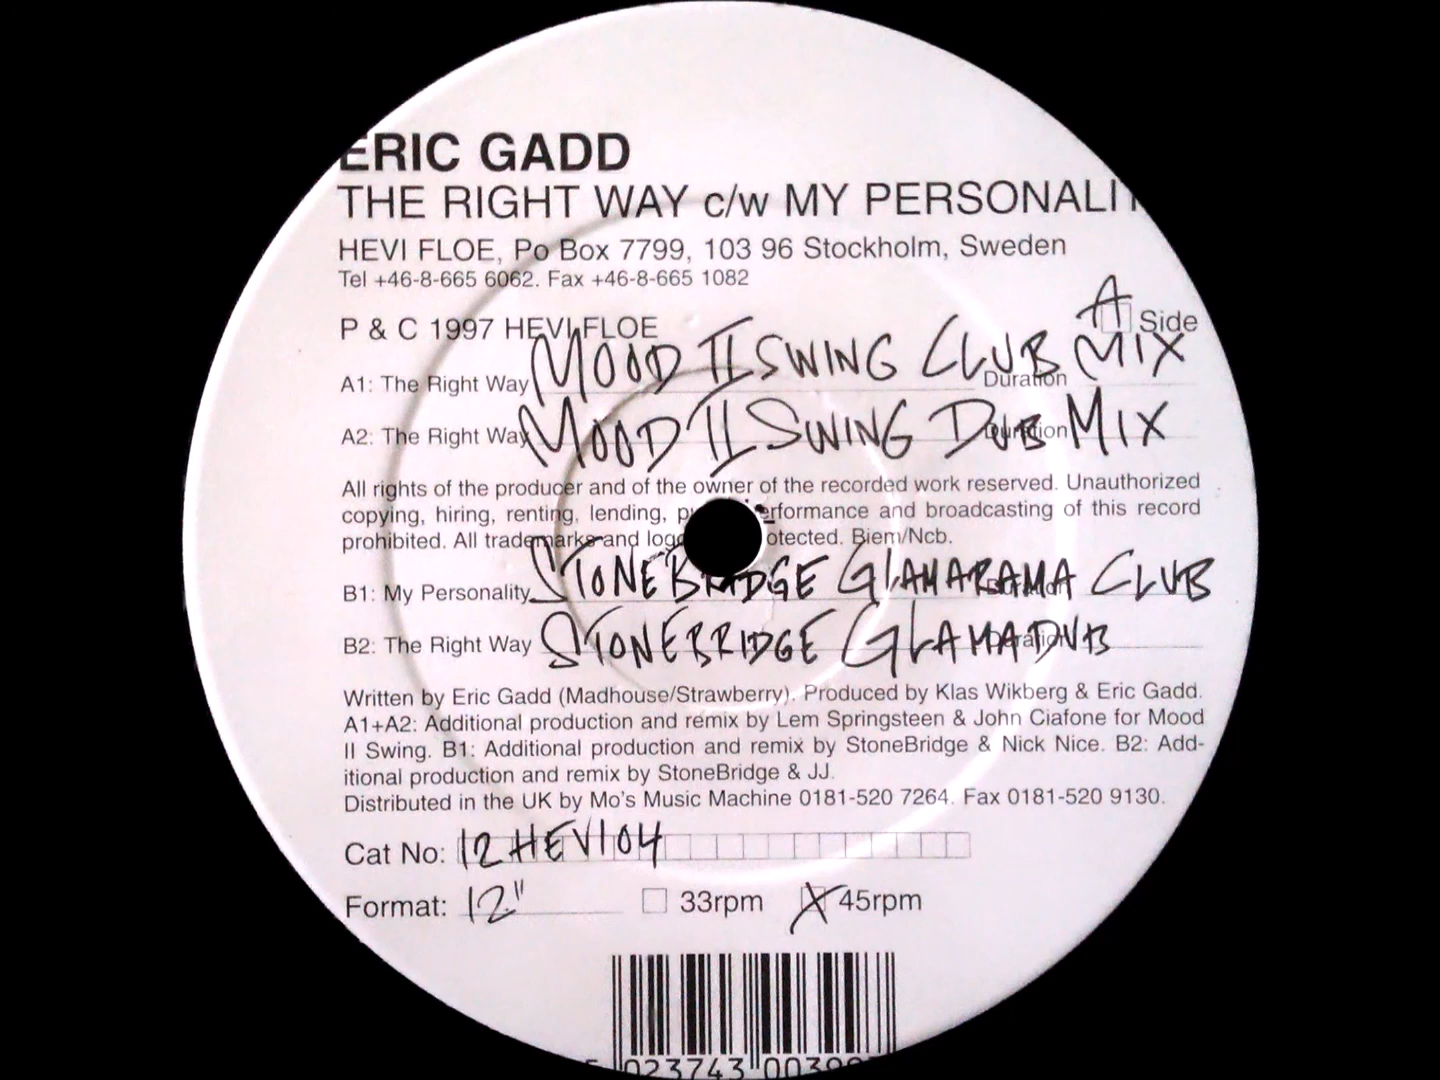 ERIC GADD
THE RIGHT WAY c/w MY PERSONALI
HEVI FLOE, Po Box 7799, 103 96 Stockholm, Sweden
Tel +46-8-665 6062. Fax +46-8-665 1082
A Side
P & C 1997 HEVI FLOE
A1: The Right Way MOOD II SWING CLUB MIX Duration
A2: The Right Way MOOD II SWING DUB MIX Duration
All rights of the producer and of the owner of the recorded work reserved. Unauthorized
copying, hiring, renting, lending, erformance and broadcasting of this record
prohibited. All trademarks and otected. Biem/Ncb.
B1: My Personality STONEBRIDGE GLAMARAMA CLUB Duration
B2: The Right Way STONEBRIDGE GLAMADUB Duration
Written by Eric Gadd (Madhouse/Strawberry). Produced by Klas Wikberg & Eric Gadd.
A1+A2: Additional production and remix by Lem Springsteen & John Ciafone for Mood
II Swing. B1: Additional production and remix by StoneBridge & Nick Nice. B2: Add-
itional production and remix by StoneBridge & JJ.
Distributed in the UK by Mo's Music Machine 0181-520 7264. Fax 0181-520 9130.
Cat No: 12HEVI04
Format: 12" 33rpm X 45rpm
023743